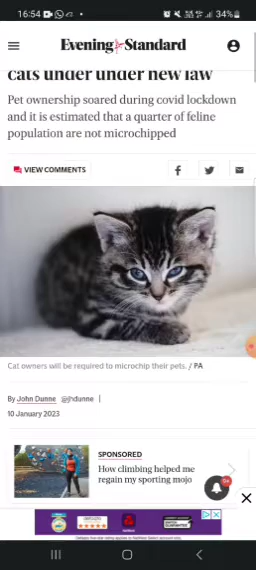 16:54
34%
Evening Standard
cats under under new law
Pet ownership soared during covid lockdown
and it is estimated that a quarter of feline
population are not microchipped
VIEW COMMENTS
Cat owners will be required to microchip their pets. / PA
By John Dunne @jhdunne |
10 January 2023
SPONSORED
How climbing helped me
regain my sporting mojo